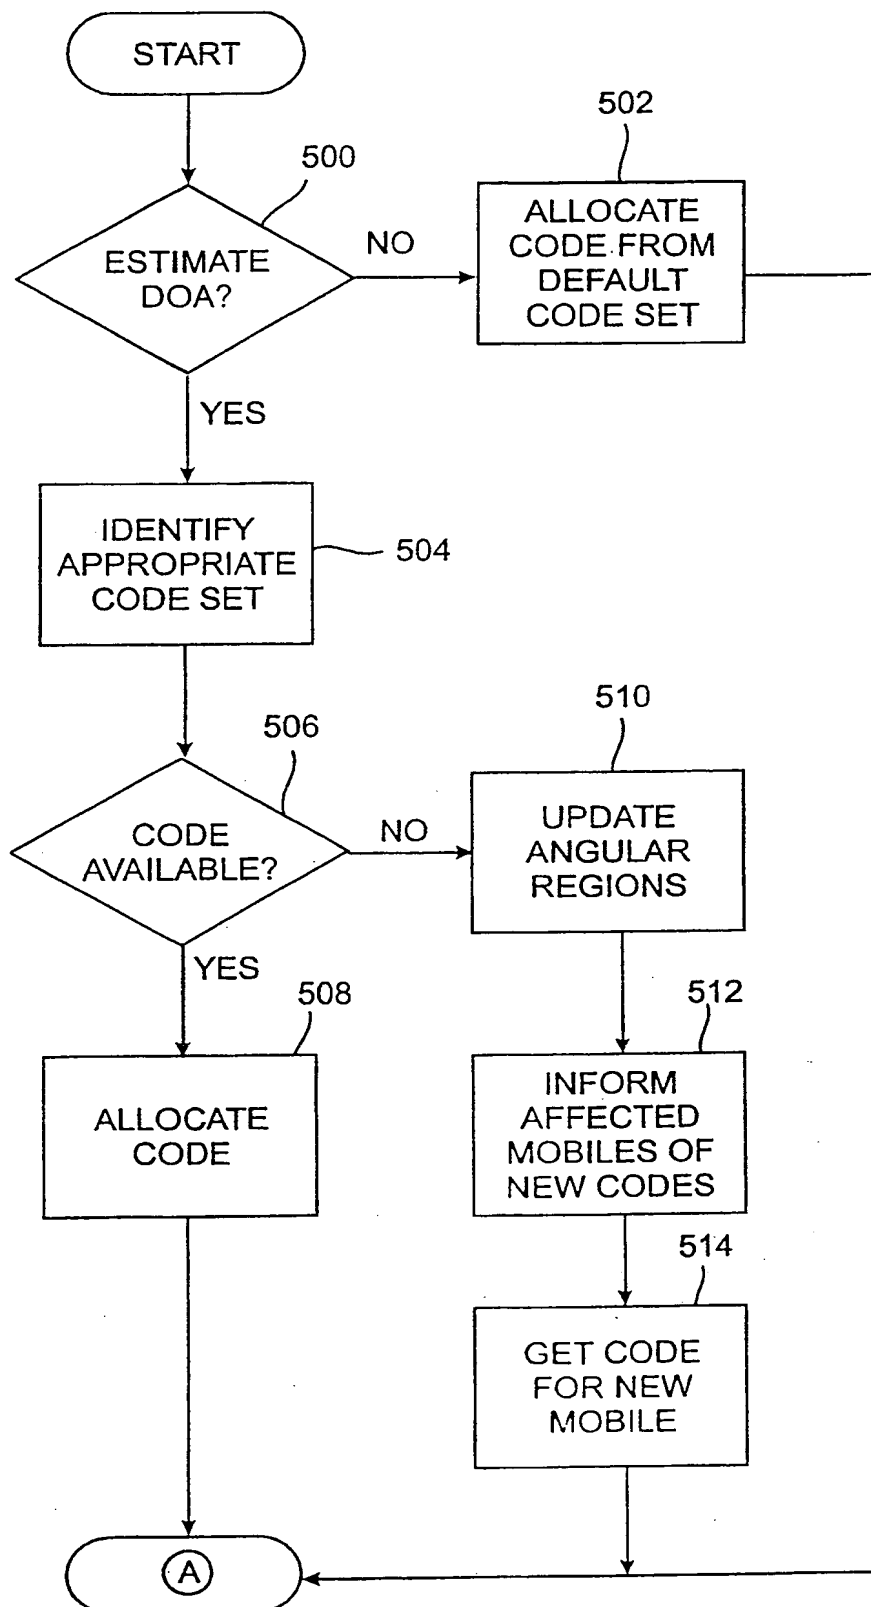 START
500
502
ESTIMATE
DOA?
NO
ALLOCATE
CODE FROM
DEFAULT
CODE SET
YES
IDENTIFY
APPROPRIATE
CODE SET
504
506
510
CODE
AVAILABLE?
NO
UPDATE
ANGULAR
REGIONS
YES
508
512
ALLOCATE
CODE
INFORM
AFFECTED
MOBILES OF
NEW CODES
514
GET CODE
FOR NEW
MOBILE
A